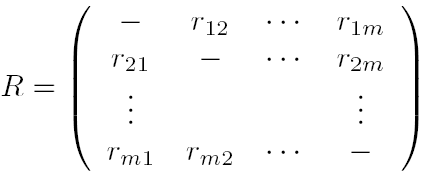 − r₁₂ ⋯ r₁ₘ
r₂₁ − ⋯ r₂ₘ
R =
⋮ ⋮
rₘ₁ rₘ₂ ⋯ −